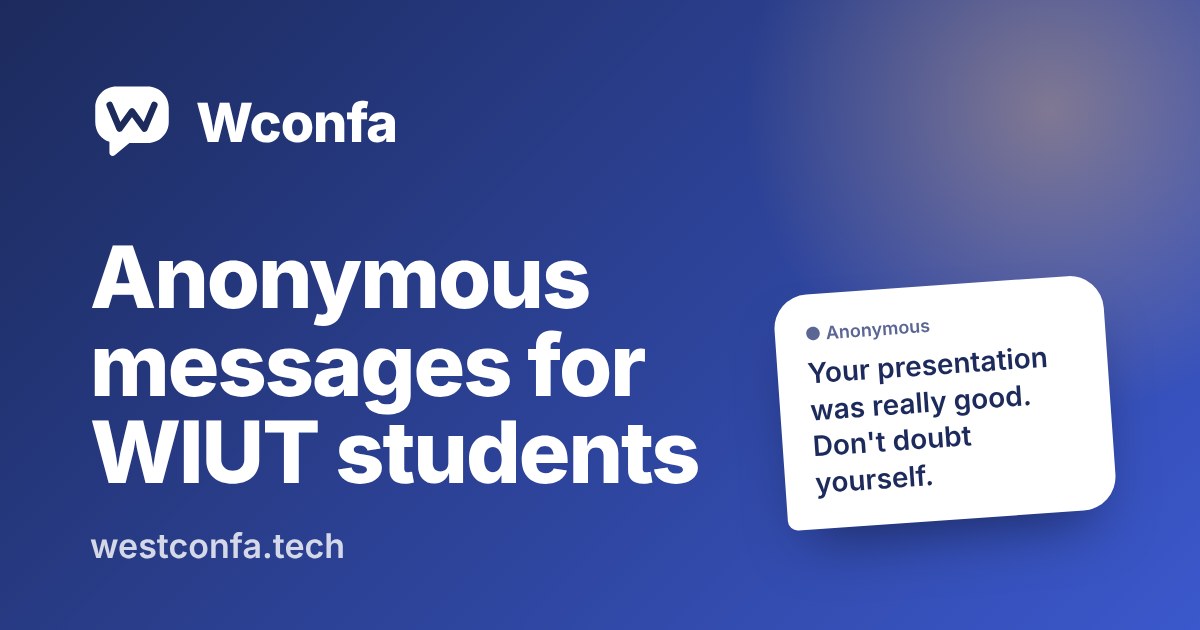 Wconfa
Anonymous
messages for
WIUT students
westconfa.tech
Anonymous
Your presentation
was really good.
Don't doubt
yourself.